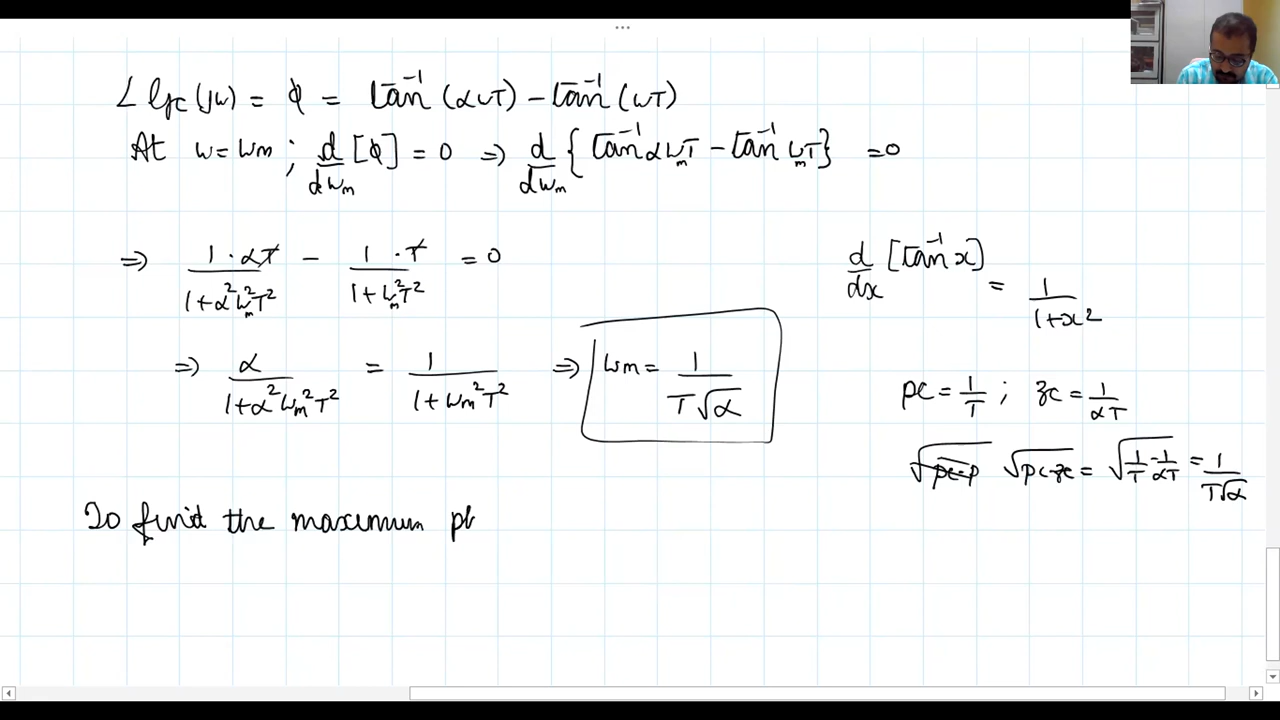 ∠Gc(jω) = ϕ = tan⁻¹(αωT) − tan⁻¹(ωT)
At ω = ωm ; d/dωm [ϕ] = 0 ⇒ d/dωm {tan⁻¹ αωmT − tan⁻¹ ωmT} = 0
⇒ 1·αT/(1+α²ωm²T²) − 1·T/(1+ωm²T²) = 0
d/dx [tan⁻¹ x] = 1/(1+x²)
⇒ α/(1+α²ωm²T²) = 1/(1+ωm²T²) ⇒ ωm = 1/(T√α)
pc = 1/T ; zc = 1/(αT)
√(pc·zc) = √(1/T · 1/(αT)) = 1/(T√α)
To find the maximum ph